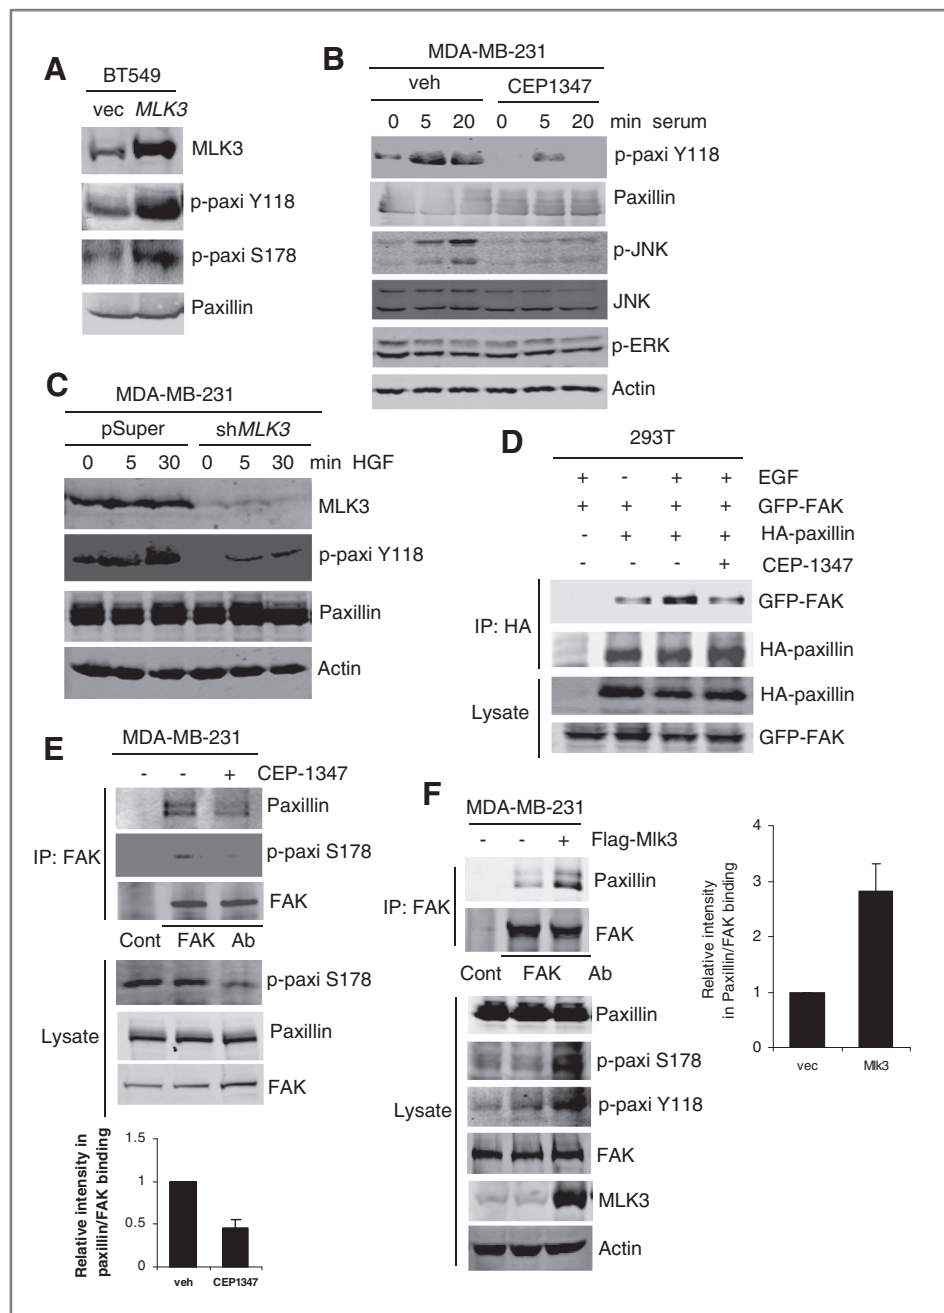 A
BT549
vec MLK3
MLK3
p-paxi Y118
p-paxi S178
Paxillin
B
MDA-MB-231
veh CEP1347
0 5 20 0 5 20 min serum
p-paxi Y118
Paxillin
p-JNK
JNK
p-ERK
Actin
C
MDA-MB-231
pSuper shMLK3
0 5 30 0 5 30 min HGF
MLK3
p-paxi Y118
Paxillin
Actin
D
293T
+ - + + EGF
+ + + + GFP-FAK
- + + + HA-paxillin
- - - + CEP-1347
IP: HA
GFP-FAK
HA-paxillin
Lysate
HA-paxillin
GFP-FAK
E
MDA-MB-231
- - + CEP-1347
IP: FAK
Paxillin
p-paxi S178
FAK
Cont FAK Ab
Lysate
p-paxi S178
Paxillin
FAK
Relative intensity in
paxillin/FAK binding
1.5
1
0.5
0
veh CEP1347
F
MDA-MB-231
- - + Flag-Mlk3
IP: FAK
Paxillin
FAK
Cont FAK Ab
Lysate
Paxillin
p-paxi S178
p-paxi Y118
FAK
MLK3
Actin
Relative intensity
in Paxillin/FAK binding
4
3
2
1
0
vec Mlk3